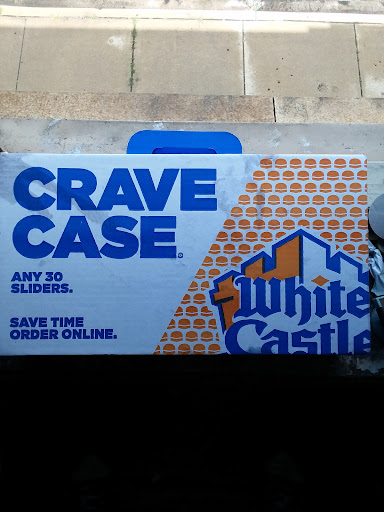 CRAVE
CASE®
ANY 30
SLIDERS.
SAVE TIME
ORDER ONLINE.
White
Castle